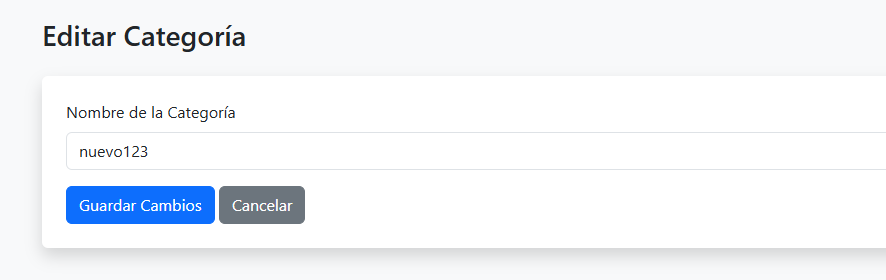 Editar Categoría
Nombre de la Categoría
nuevo123
Guardar Cambios Cancelar